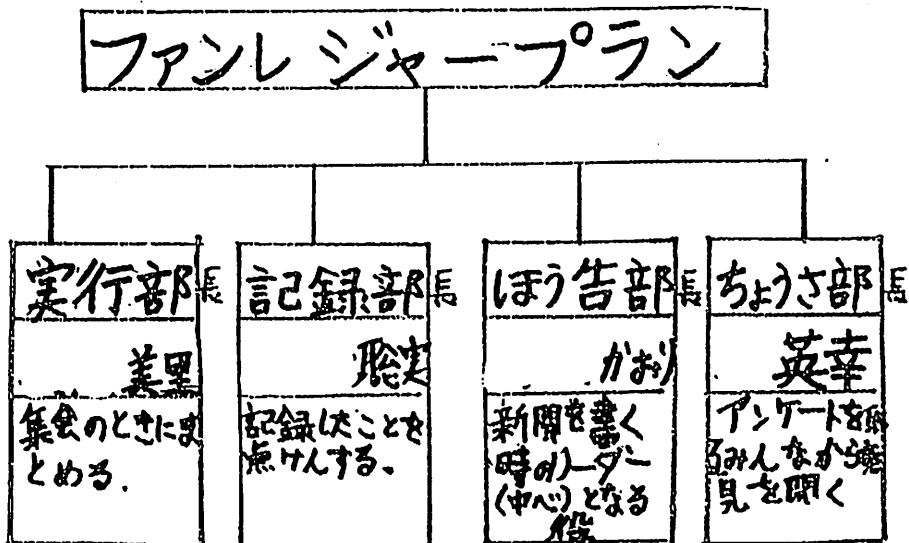 ファンレジャープラン
実行部長
美里
集会のときにま
とめる.
記録部長
聡実
記録したことを
点けんする。
ほう告部長
かおり
新聞を書く
時のリーダー
(中心)となる
役
ちょうさ部長
英幸
アンケートを
みんなから意
見を聞く